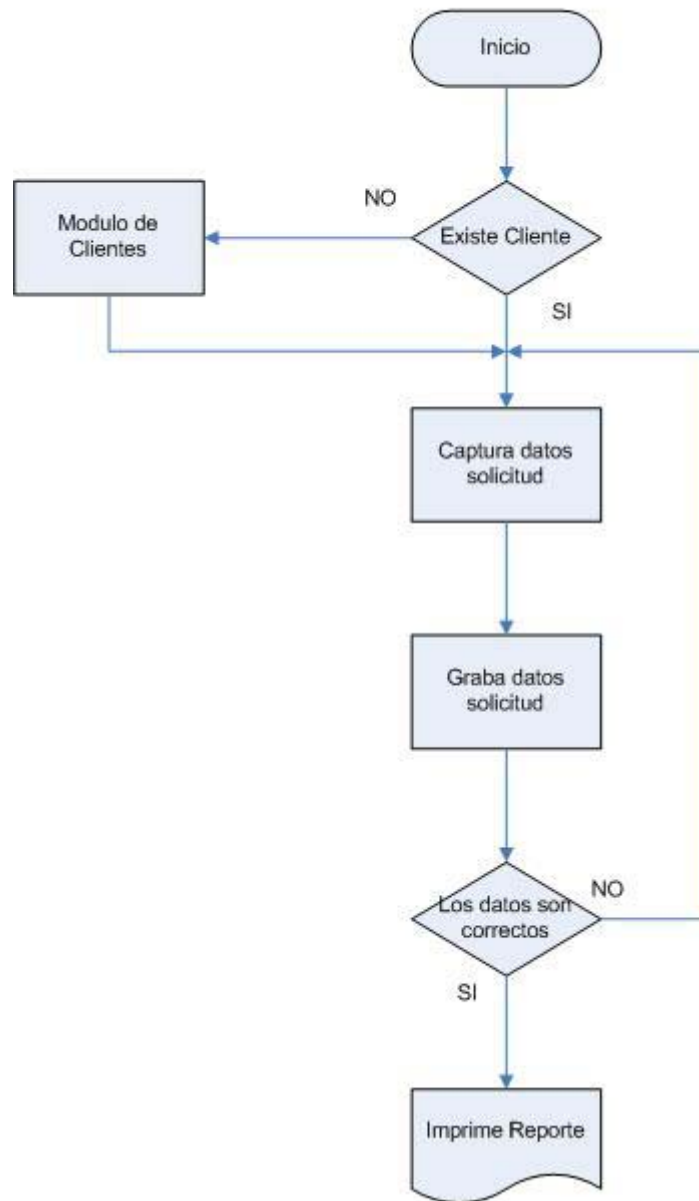 Inicio
NO
Existe Cliente
Modulo de
Clientes
SI
Captura datos
solicitud
Graba datos
solicitud
Los datos son
correctos
NO
SI
Imprime Reporte